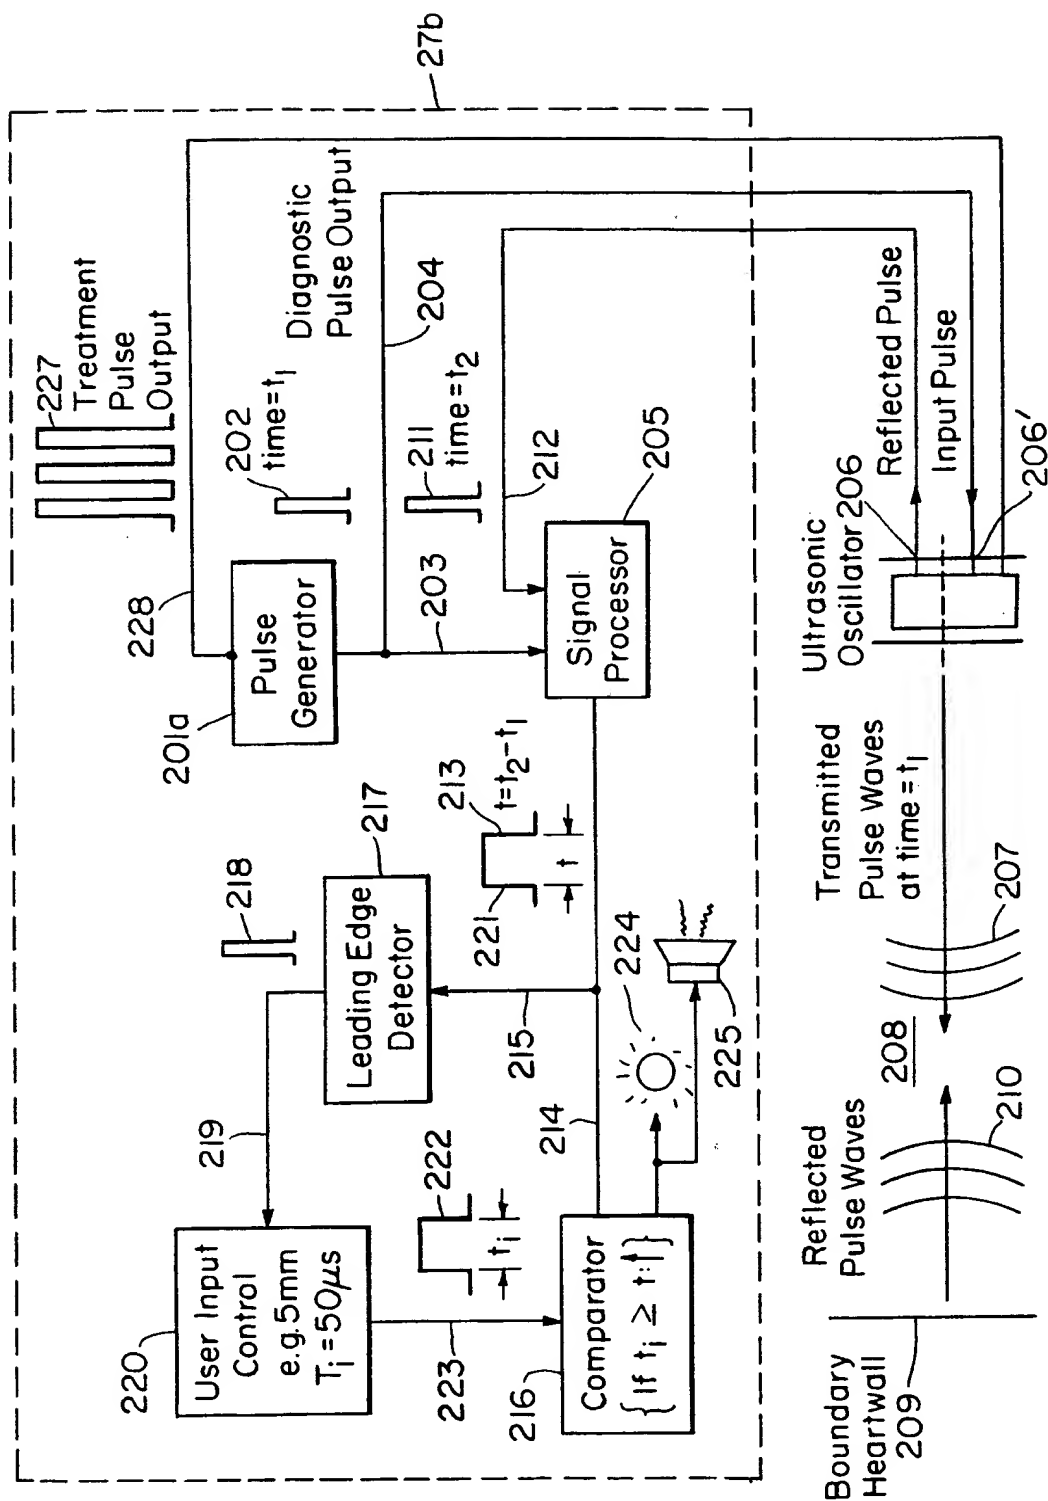 227
Treatment
Pulse
Output
27b
228
202
time=t1
Diagnostic
Pulse Output
201a
Pulse
Generator
204
211
time=t2
203
212
205
Signal
Processor
218
217
Leading Edge
Detector
213
t=t2-t1
221
t
215
219
220
User Input
Control
e.g. 5mm
Ti = 50µs
222
ti
223
216
Comparator
{If ti ≥ t:↑}
214
224
225
Ultrasonic
Oscillator 206
Reflected Pulse
Input Pulse
206'
Transmitted
Pulse Waves
at time = t1
207
208
Reflected
Pulse Waves
210
Boundary
Heartwall
209